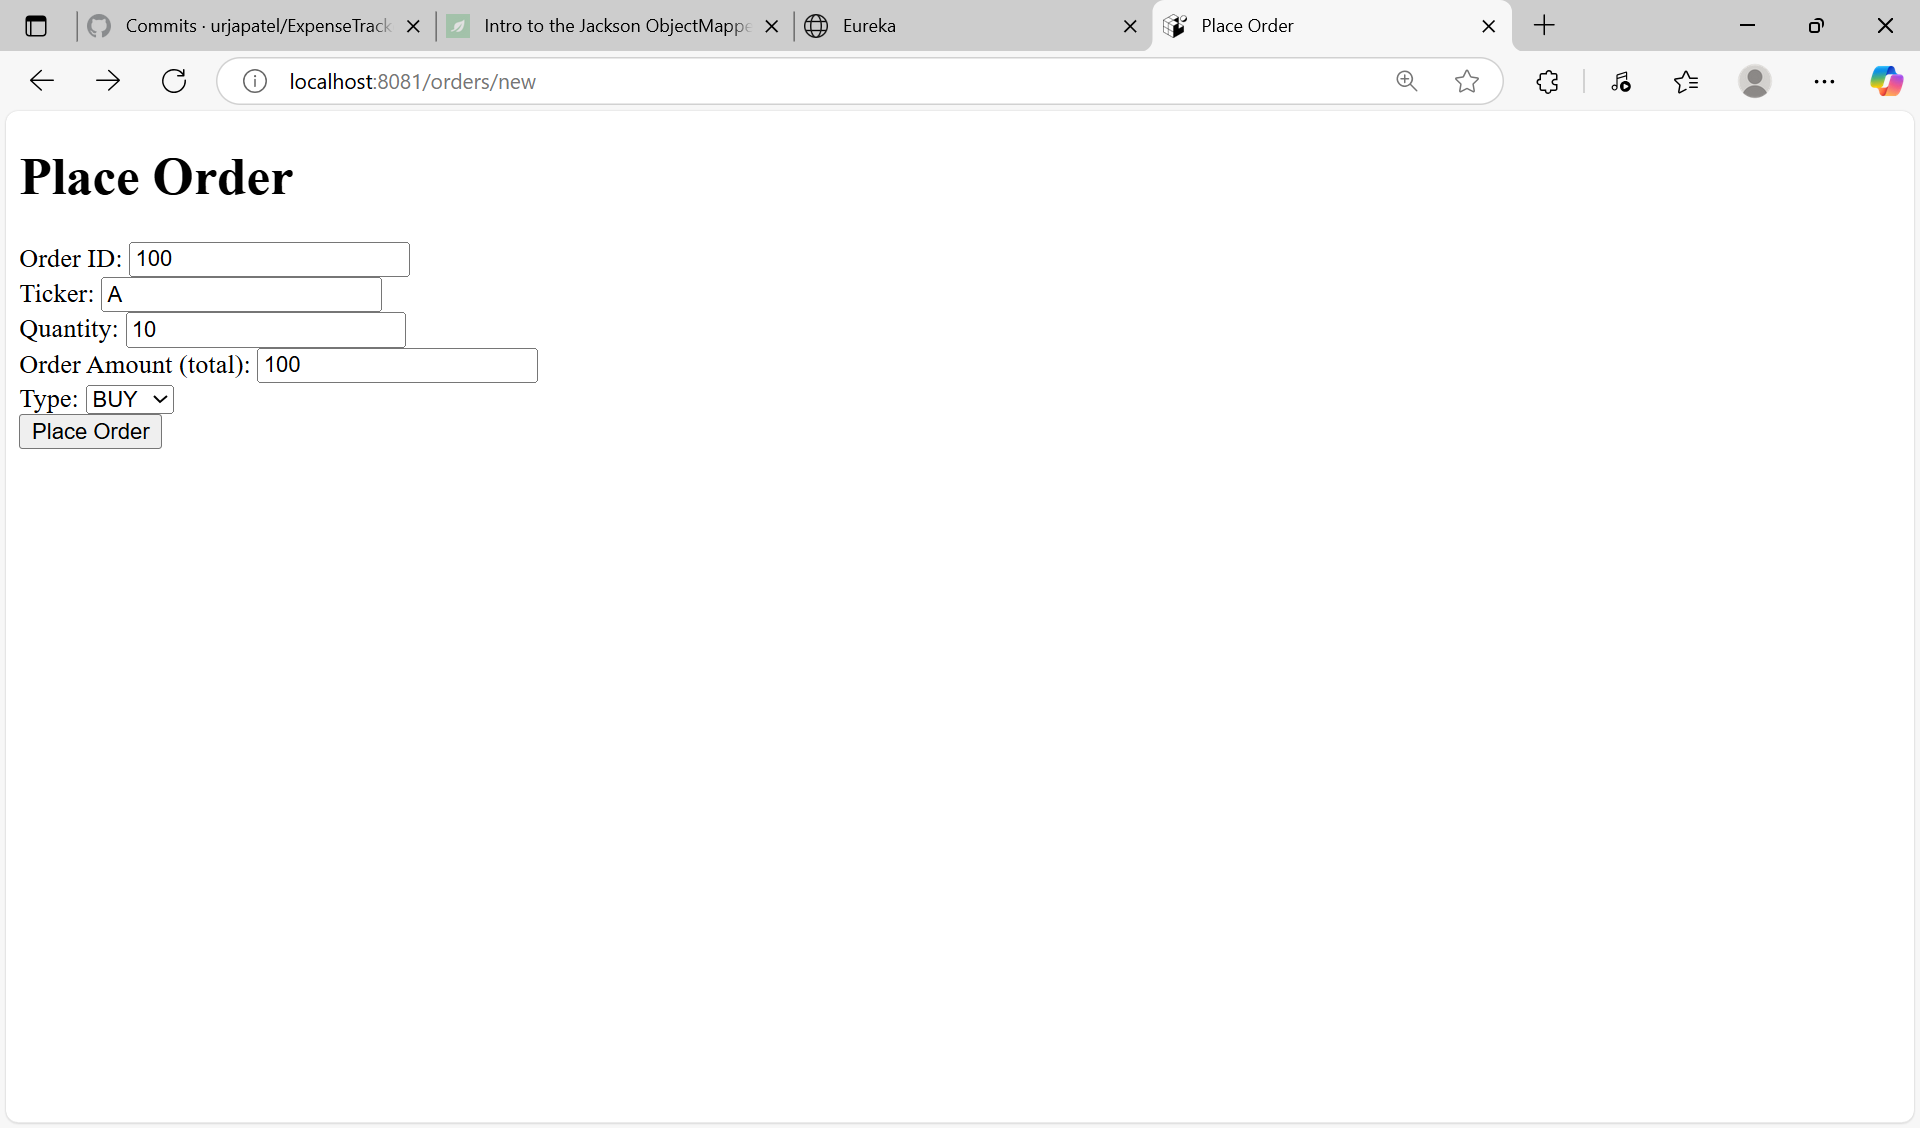 Commits · urjapatel/ExpenseTrack
Intro to the Jackson ObjectMappe
Eureka
Place Order
localhost:8081/orders/new
Place Order
Order ID: 100
Ticker: A
Quantity: 10
Order Amount (total): 100
Type: BUY
Place Order